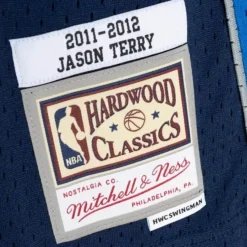 2011-2012
JASON TERRY
HARDWOOD
CLASSICS
NBA
NOSTALGIA CO.
Mitchell & Ness
PHILADELPHIA, PA.
HWC SWINGMAN